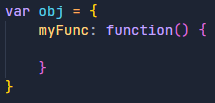 var obj = {
    myFunc: function() {

    }
}